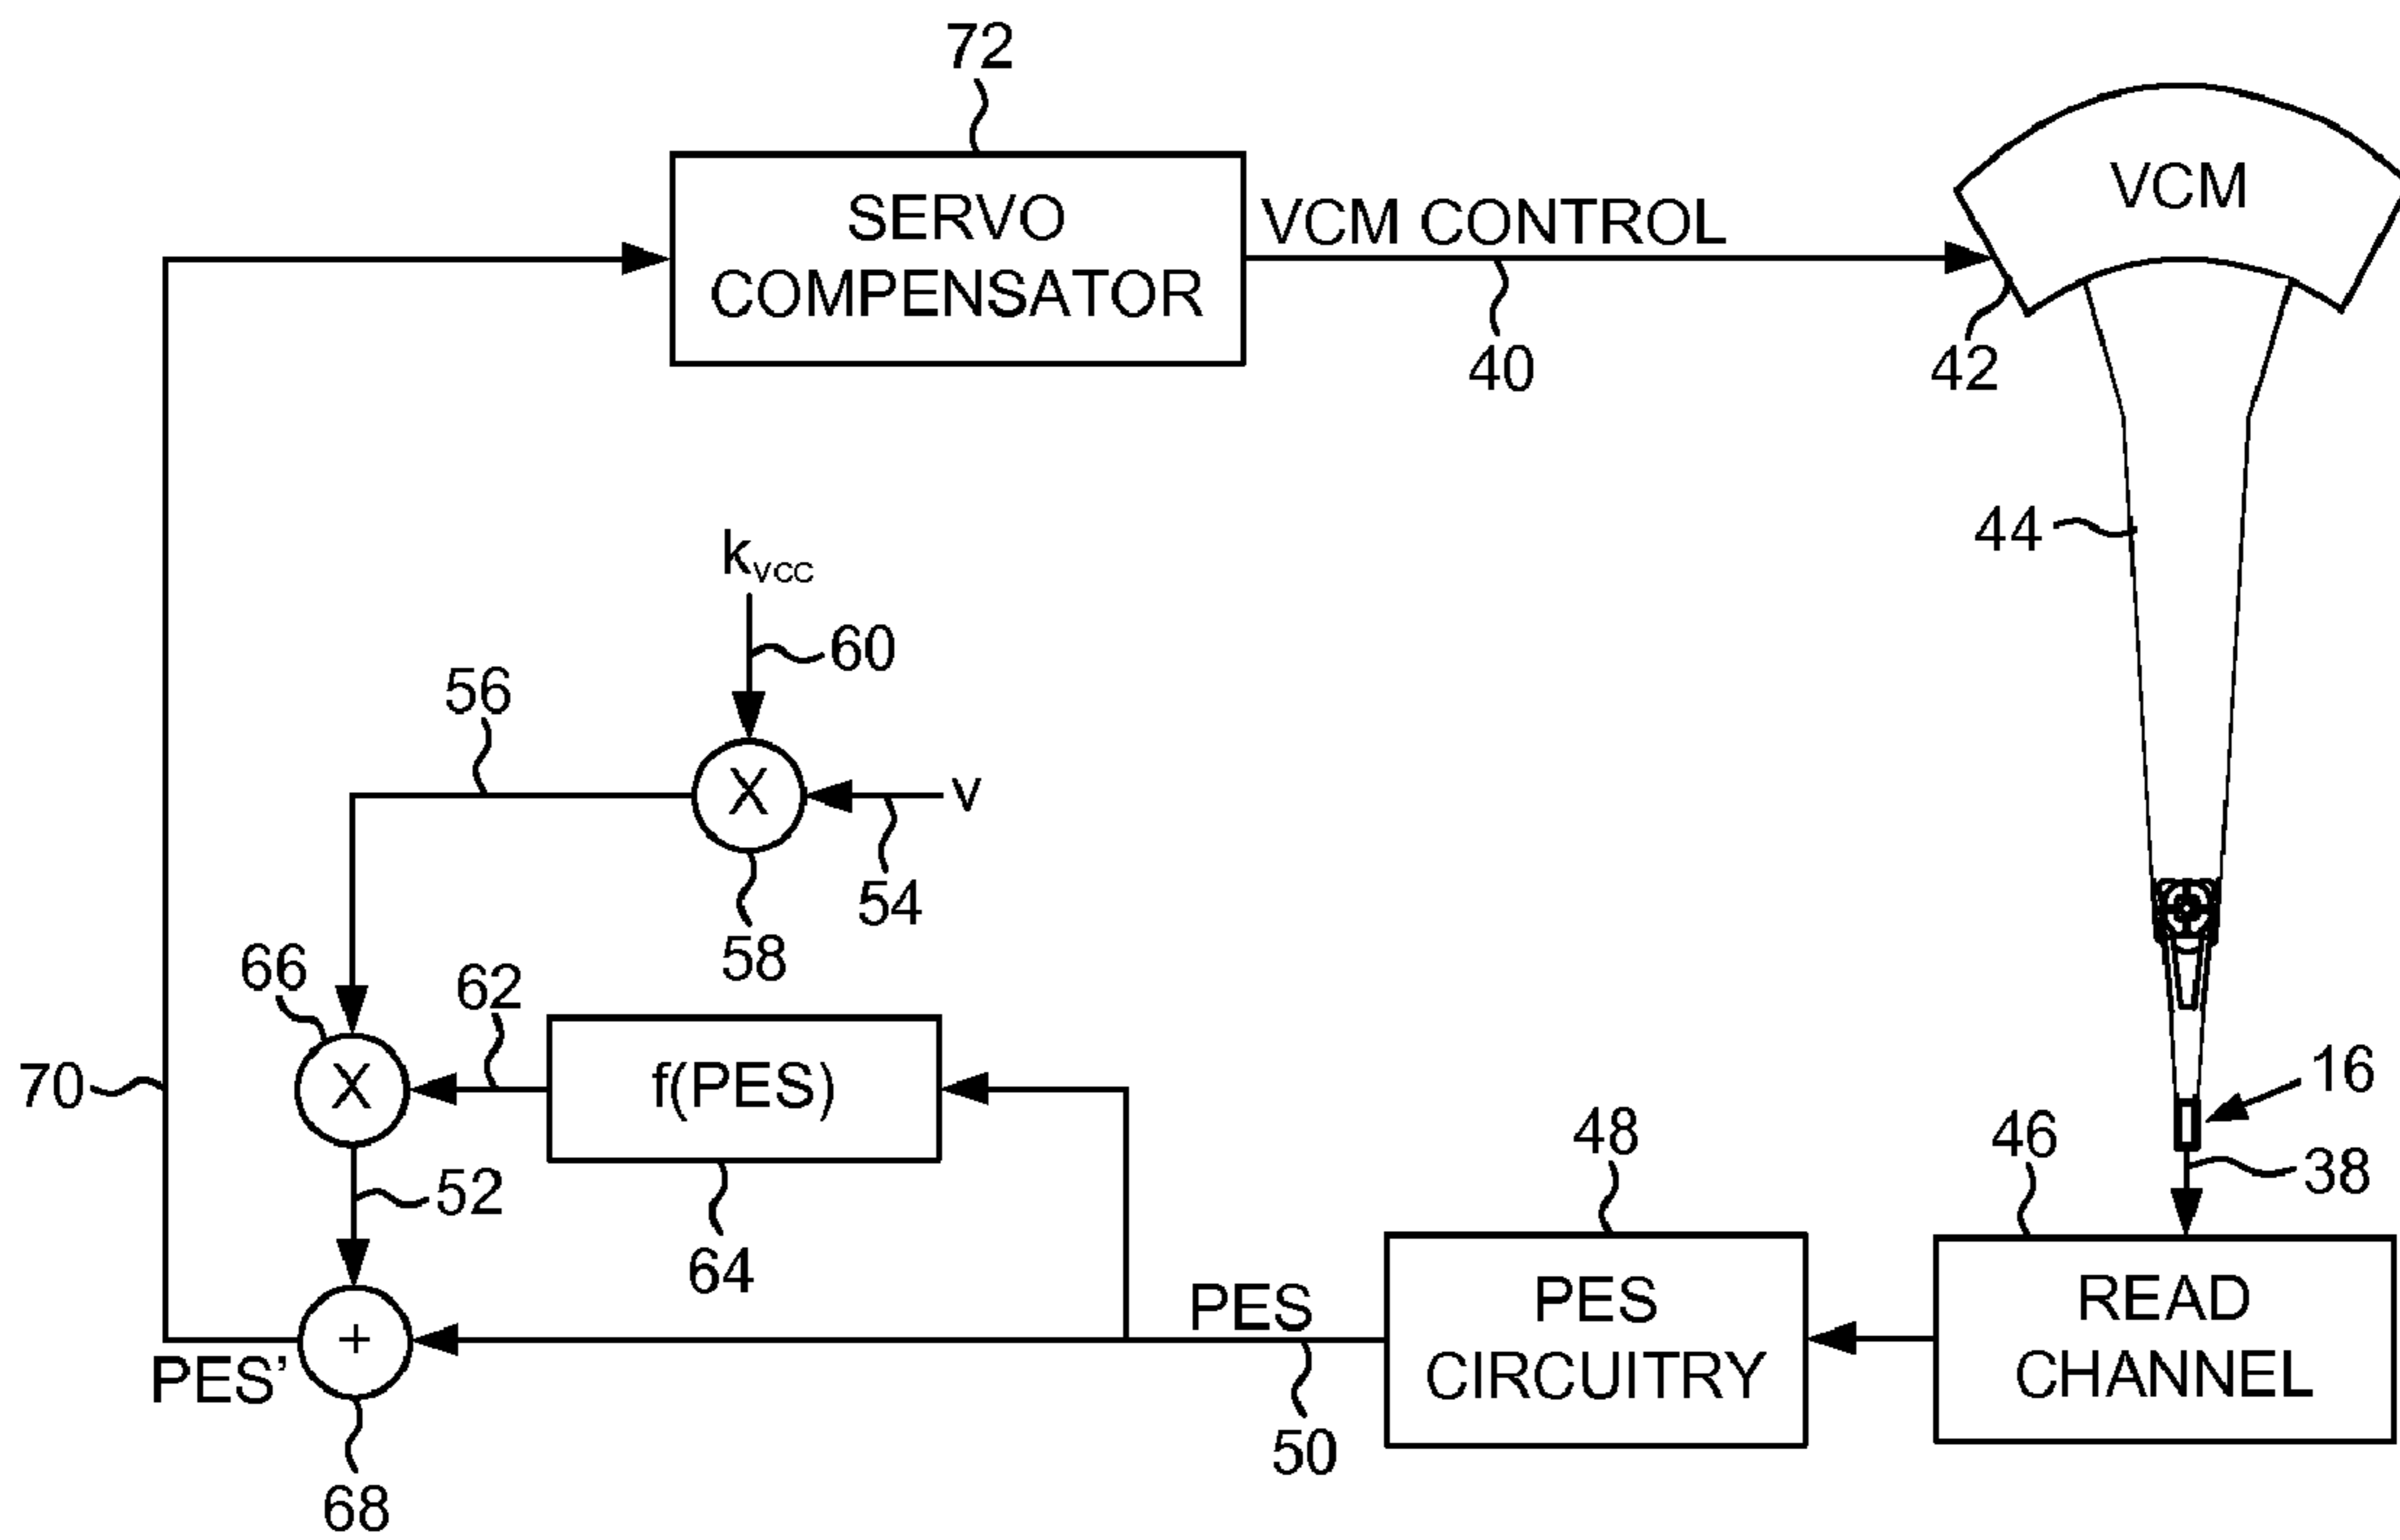 72
SERVO
COMPENSATOR
VCM CONTROL
40
VCM
42
44
kVCC
60
56
X
v
54
58
66
62
X
f(PES)
64
70
52
16
38
48
46
PES
PES
CIRCUITRY
READ
CHANNEL
50
+
PES’
68